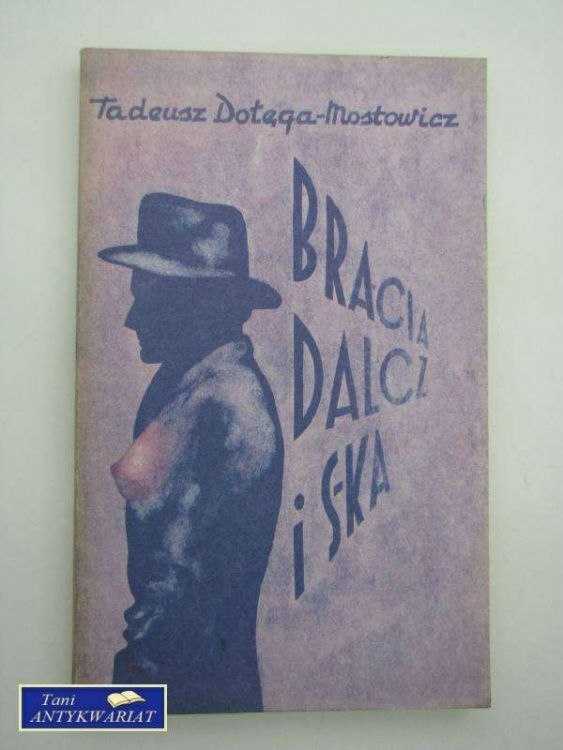 Tadeusz Dołęga-Mostowicz
BRACIA
DALCZ
i S-KA
Tani
ANTYKWARIAT